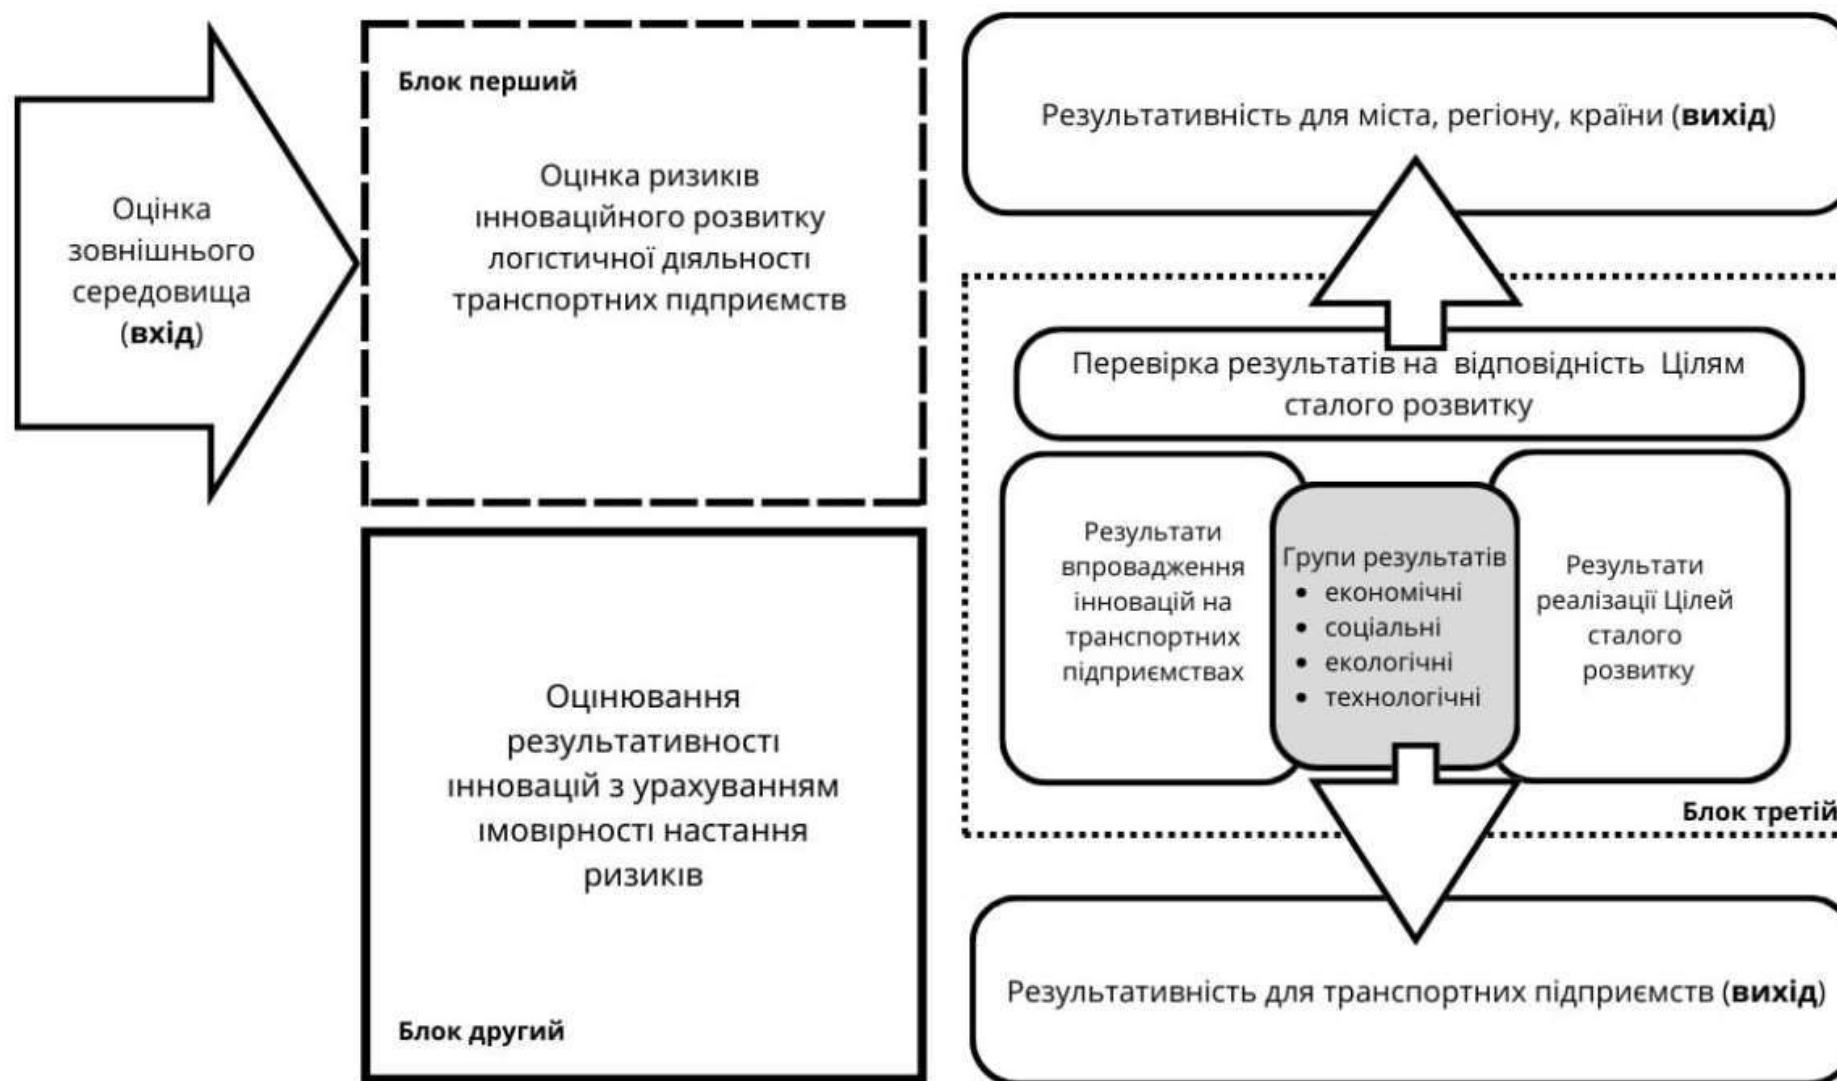 Оцінка
зовнішнього
середовища
(вхід)
Блок перший
Оцінка ризиків
інноваційного розвитку
логістичної діяльності
транспортних підприємств
Оцінювання
результативності
інновацій з урахуванням
імовірності настання
ризиків
Блок другий
Результативність для міста, регіону, країни (вихід)
Перевірка результатів на відповідність Цілям
сталого розвитку
Результати
впровадження
інновацій на
транспортних
підприємствах
Групи результатів
• економічні
• соціальні
• екологічні
• технологічні
Результати
реалізації Цілей
сталого
розвитку
Блок третій
Результативність для транспортних підприємств (вихід)